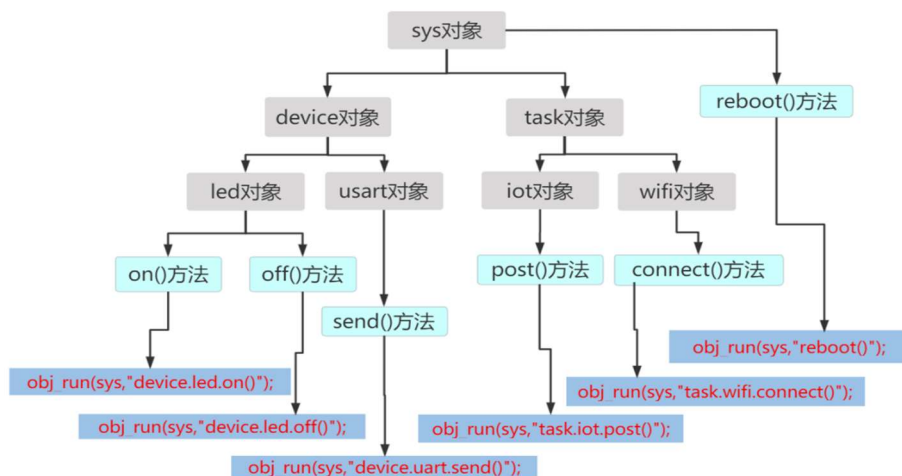 sys对象
device对象
task对象
reboot()方法
led对象
usart对象
iot对象
wifi对象
on()方法
off()方法
post()方法
connect()方法
send()方法
obj_run(sys,"reboot()");
obj_run(sys,"device.led.on()");
obj_run(sys,"task.wifi.connect()");
obj_run(sys,"device.led.off()");
obj_run(sys,"task.iot.post()");
obj_run(sys,"device.uart.send()");